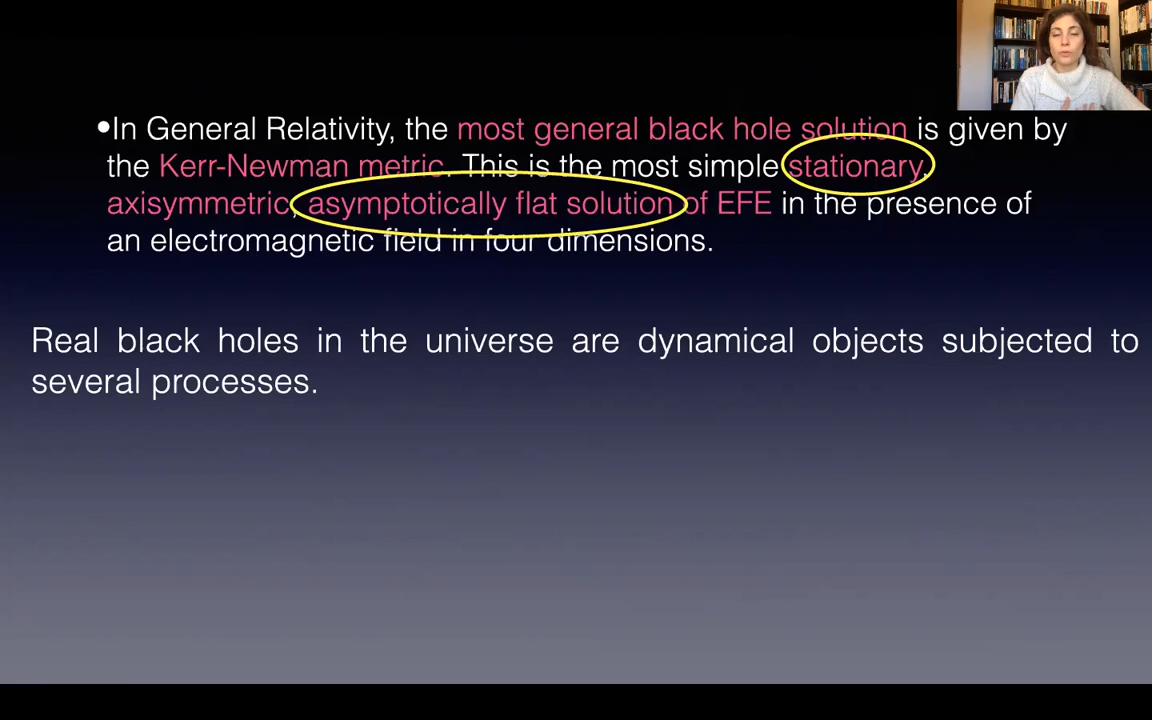 •In General Relativity, the most general black hole solution is given by
the Kerr-Newman metric. This is the most simple stationary,
axisymmetric, asymptotically flat solution of EFE in the presence of
an electromagnetic field in four dimensions.
Real black holes in the universe are dynamical objects subjected to
several processes.